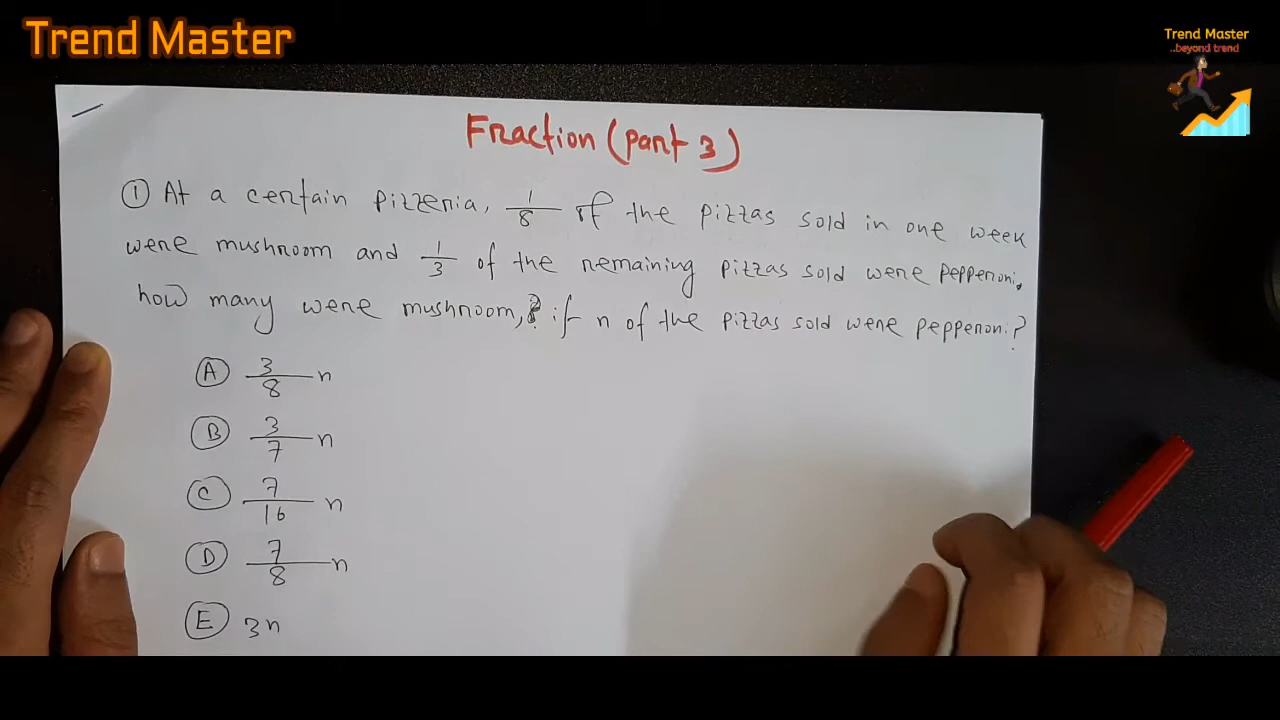 Trend Master
Trend Master
..beyond trend
Fraction (part 3)
① At a certain pizzeria, 1/8 of the pizzas sold in one week
were mushroom and 1/3 of the remaining pizzas sold were pepperoni,
how many were mushroom, if n of the pizzas sold were pepperoni?
Ⓐ 3/8 n
Ⓑ 3/7 n
Ⓒ 7/16 n
Ⓓ 7/8 n
Ⓔ 3n